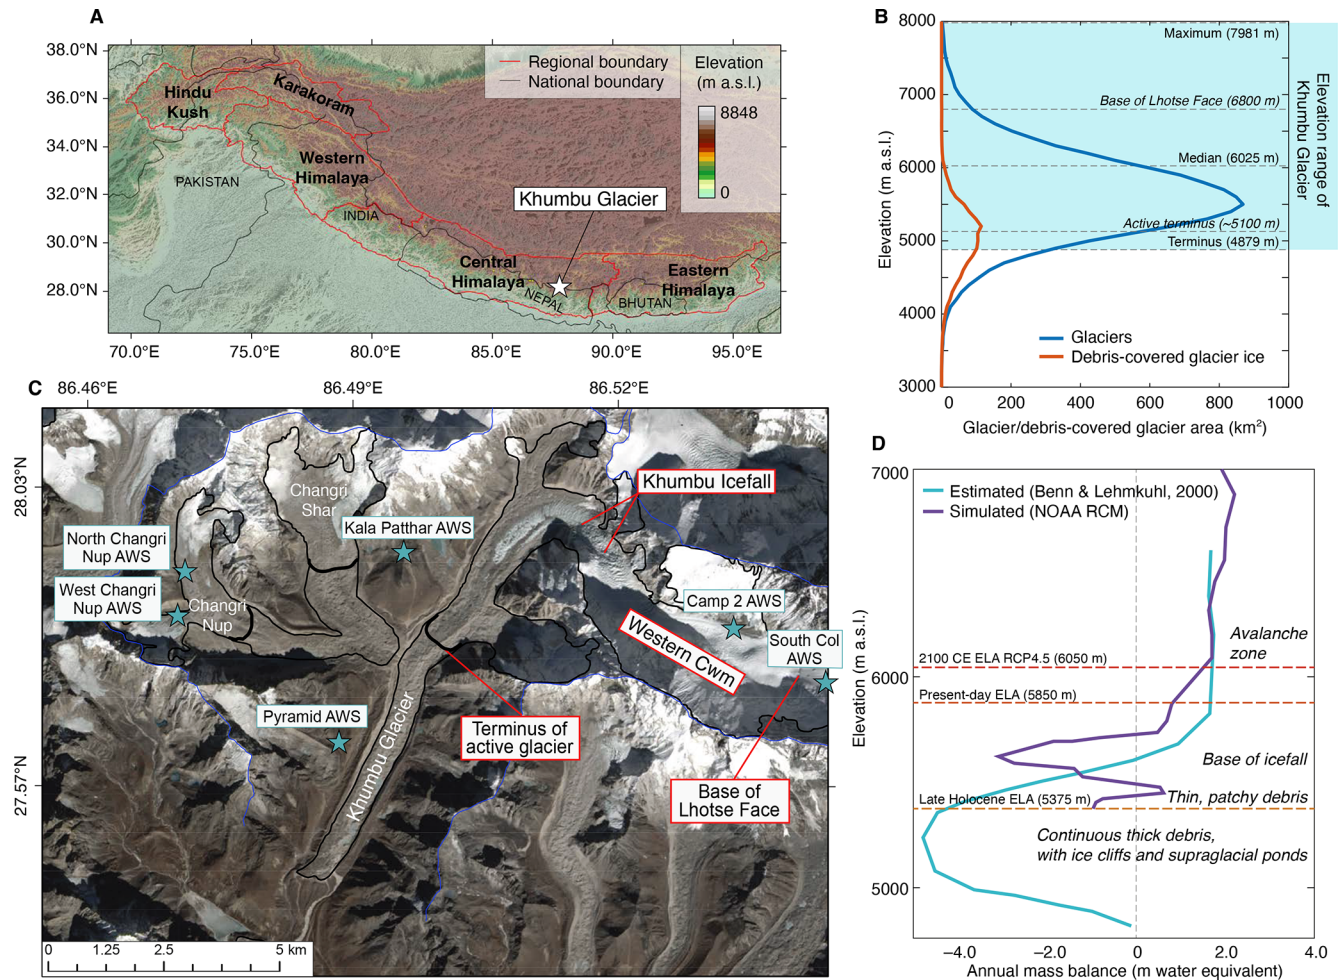 A
38.0°N
36.0°N
34.0°N
32.0°N
30.0°N
28.0°N
70.0°E
75.0°E
80.0°E
85.0°E
90.0°E
95.0°E
Regional boundary
National boundary
Elevation
(m a.s.l.)
8848
0
Hindu
Kush
Karakoram
Western
Himalaya
PAKISTAN
INDIA
Khumbu Glacier
Central
Himalaya
NEPAL
BHUTAN
Eastern
Himalaya
B
8000
7000
6000
5000
4000
3000
Elevation (m a.s.l.)
Maximum (7981 m)
Base of Lhotse Face (6800 m)
Median (6025 m)
Active terminus (~5100 m)
Terminus (4879 m)
Elevation range of
Khumbu Glacier
Glaciers
Debris-covered glacier ice
0
200
400
600
800
1000
Glacier/debris-covered glacier area (km²)
C
86.46°E
86.49°E
86.52°E
28.03°N
27.57°N
Changri
Shar
Khumbu Icefall
Kala Patthar AWS
North Changri
Nup AWS
West Changri
Nup AWS
Changri
Nup
Camp 2 AWS
Western Cwm
South Col
AWS
Pyramid AWS
Khumbu Glacier
Terminus of
active glacier
Base of
Lhotse Face
0
1.25
2.5
5 km
D
7000
6000
5000
Elevation (m a.s.l.)
Estimated (Benn & Lehmkuhl, 2000)
Simulated (NOAA RCM)
Avalanche
zone
2100 CE ELA RCP4.5 (6050 m)
Present-day ELA (5850 m)
Base of icefall
Late Holocene ELA (5375 m)
Thin, patchy debris
Continuous thick debris,
with ice cliffs and supraglacial ponds
−4.0
−2.0
0
2.0
4.0
Annual mass balance (m water equivalent)